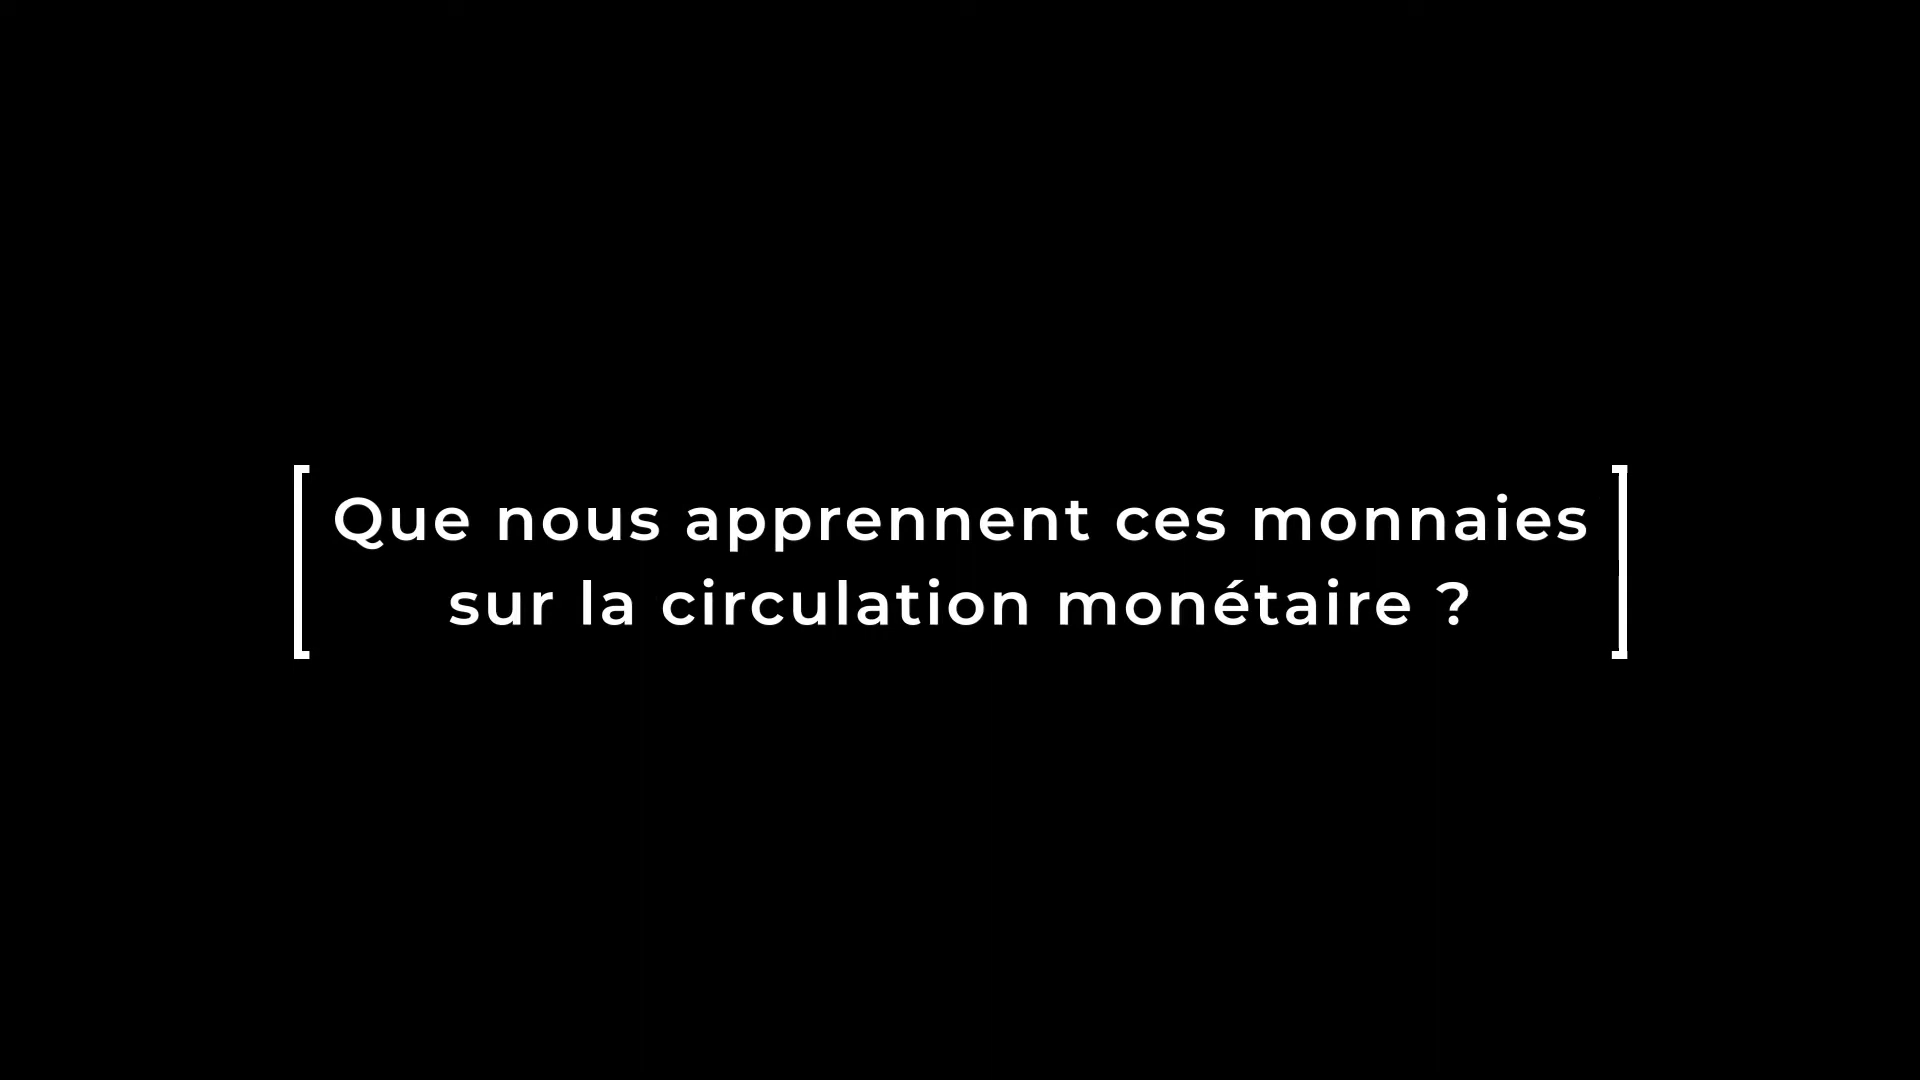 Que nous apprennent ces monnaies
sur la circulation monétaire ?